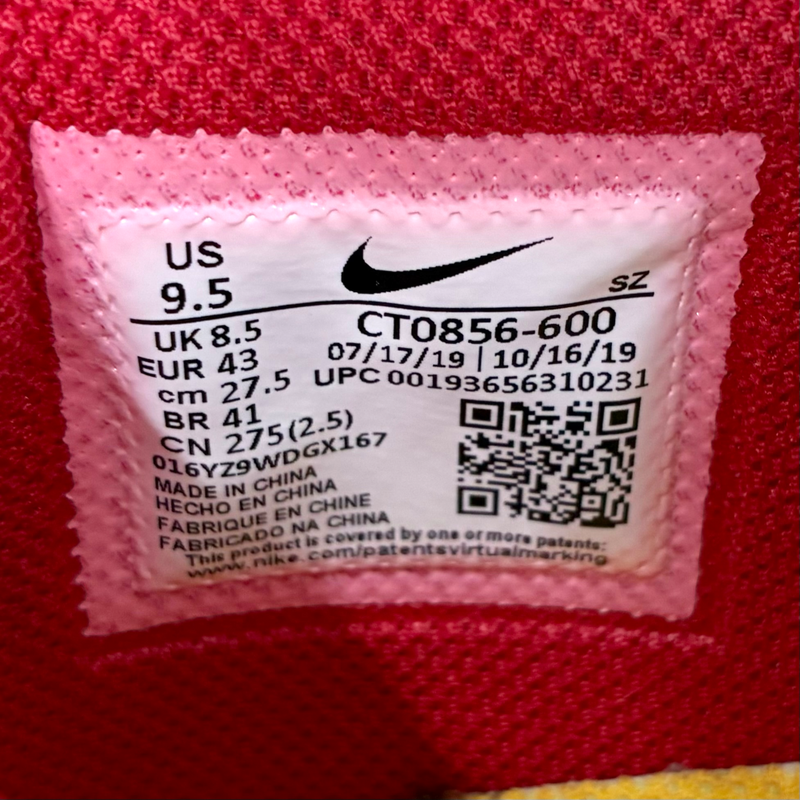 US
9.5
SZ
UK 8.5
EUR 43
cm 27.5
BR 41
CN 275(2.5)
CT0856-600
07/17/19 | 10/16/19
UPC 00193656310231
016YZ9WDGX167
MADE IN CHINA
HECHO EN CHINA
FABRIQUE EN CHINE
FABRICADO NA CHINA
This product is covered by one or more patents:
www.nike.com/patentsvirtualmarking